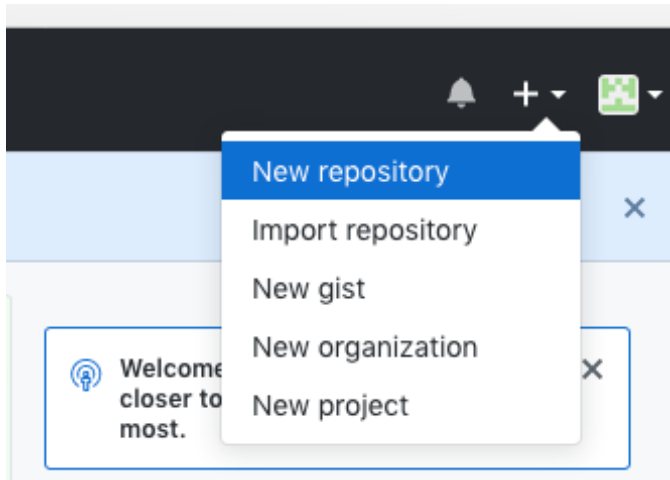 New repository
Import repository
New gist
New organization
New project
Welcome
closer to
most.